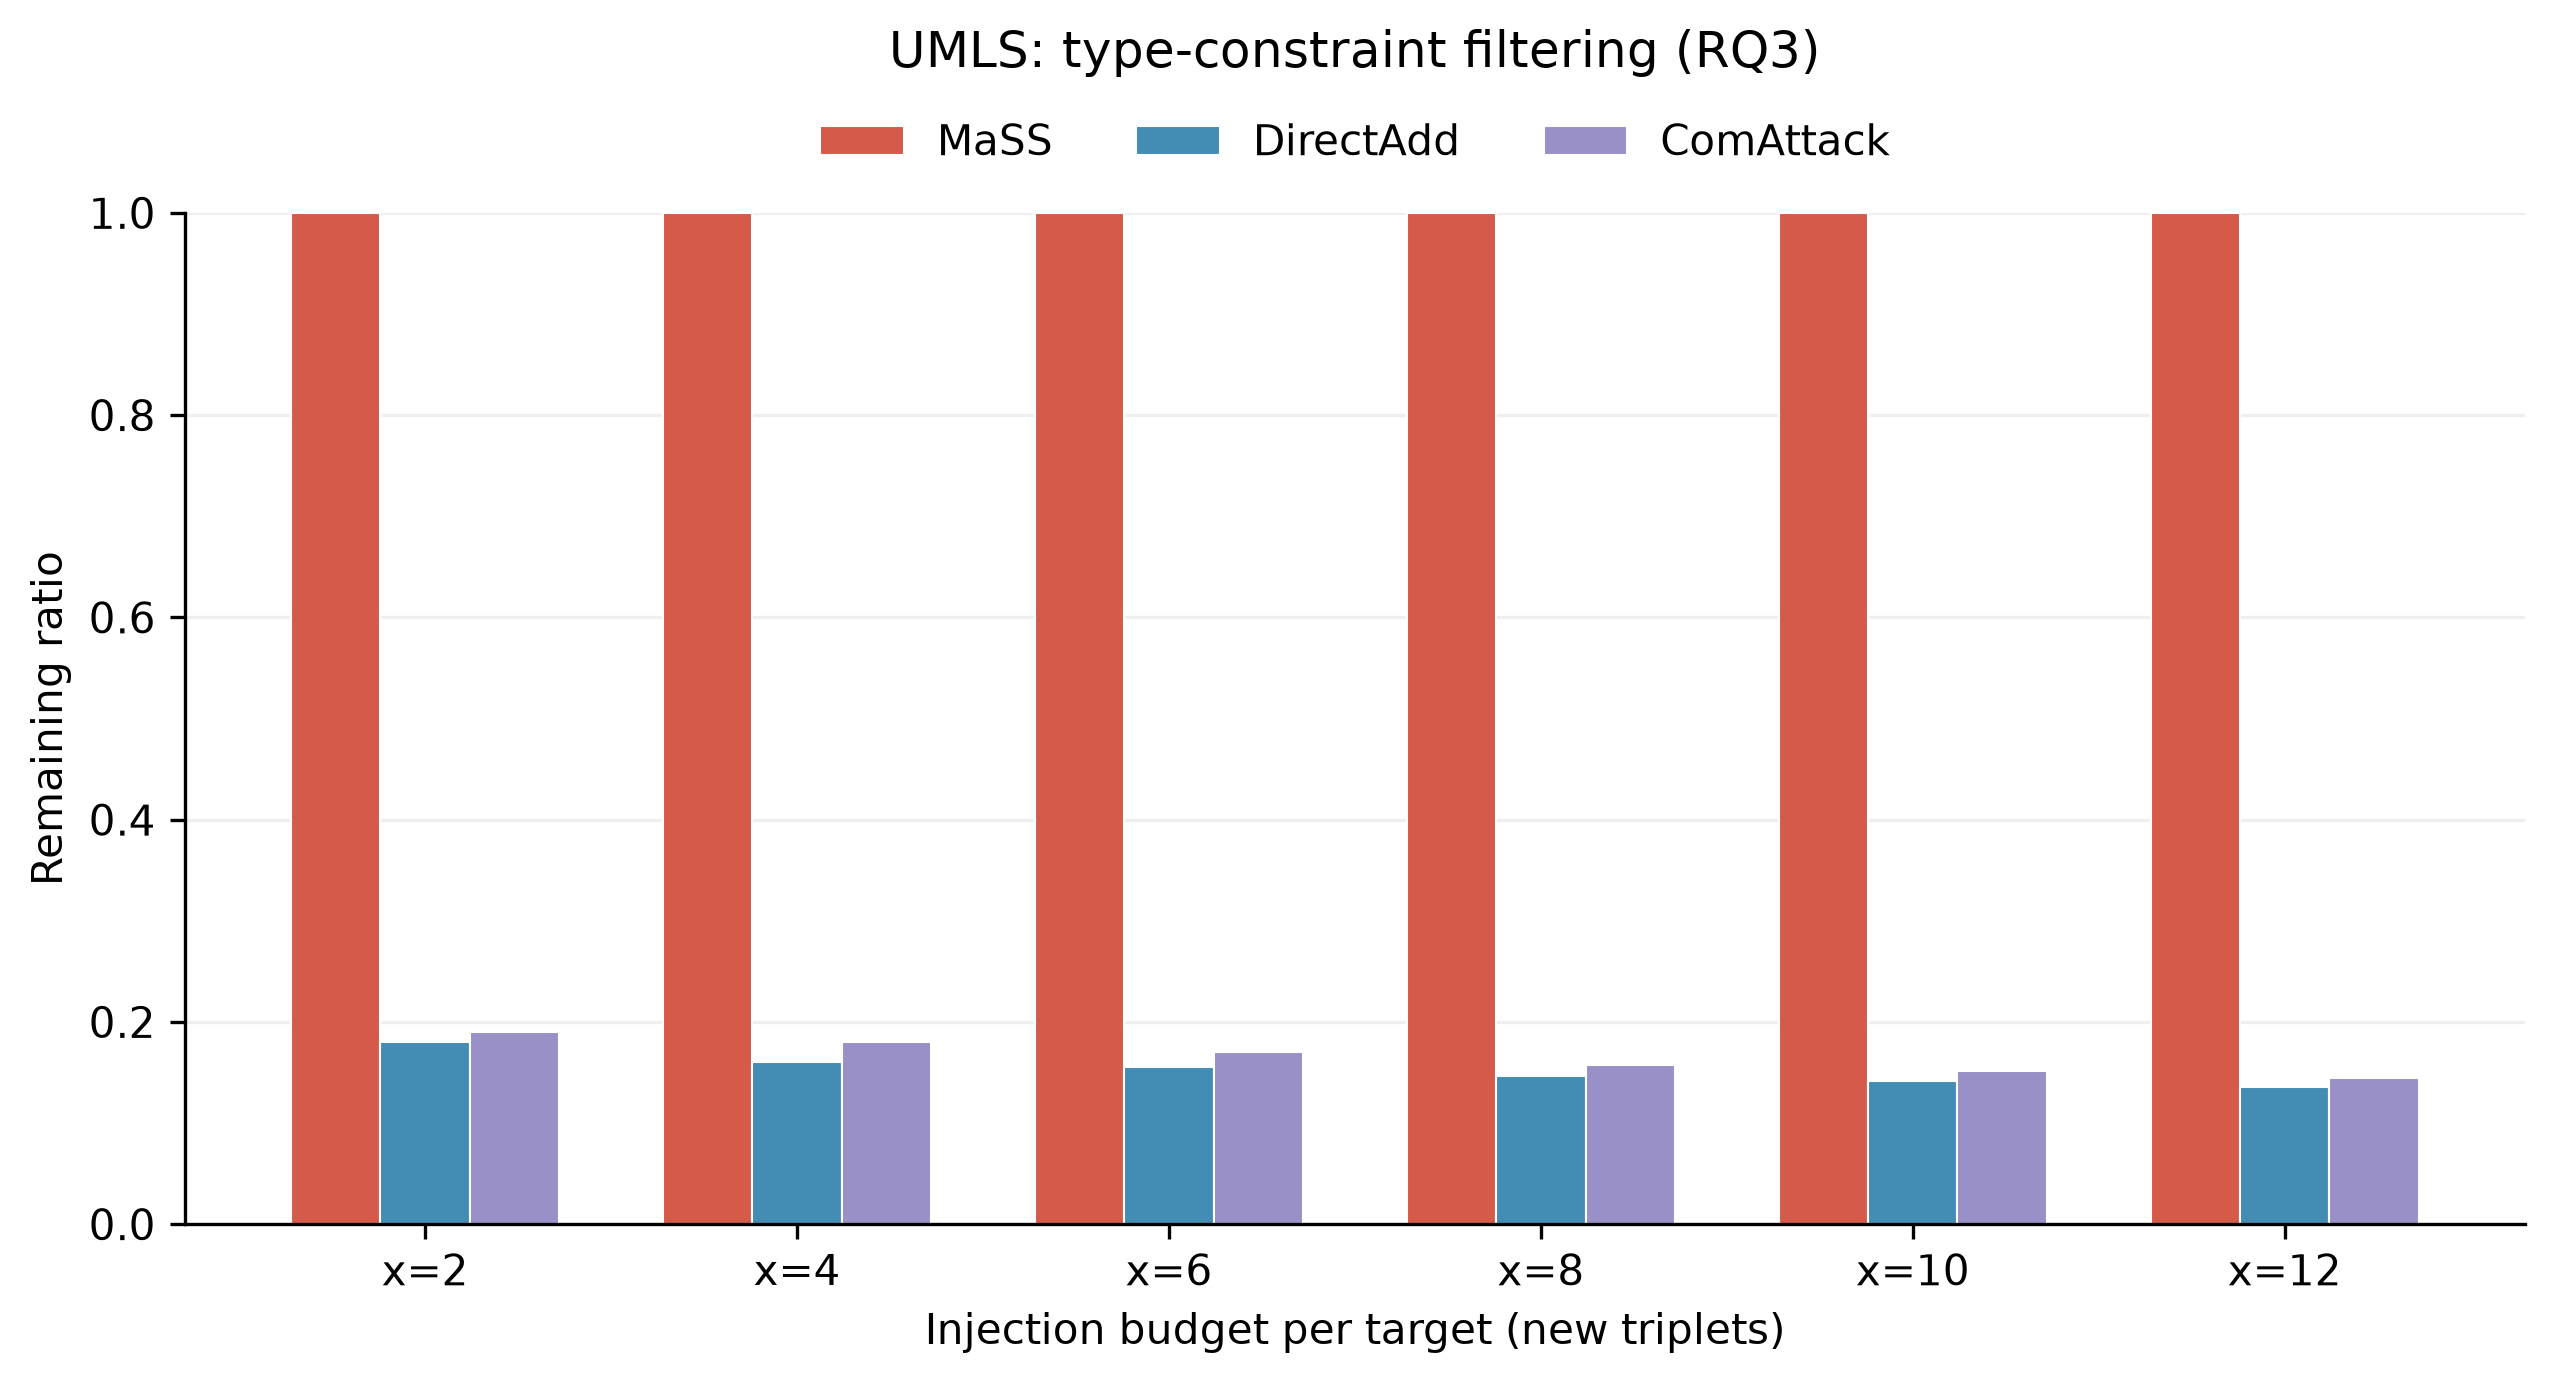 UMLS: type-constraint filtering (RQ3)
MaSS DirectAdd ComAttack
1.0
0.8
0.6
0.4
0.2
0.0
Remaining ratio
x=2 x=4 x=6 x=8 x=10 x=12
Injection budget per target (new triplets)